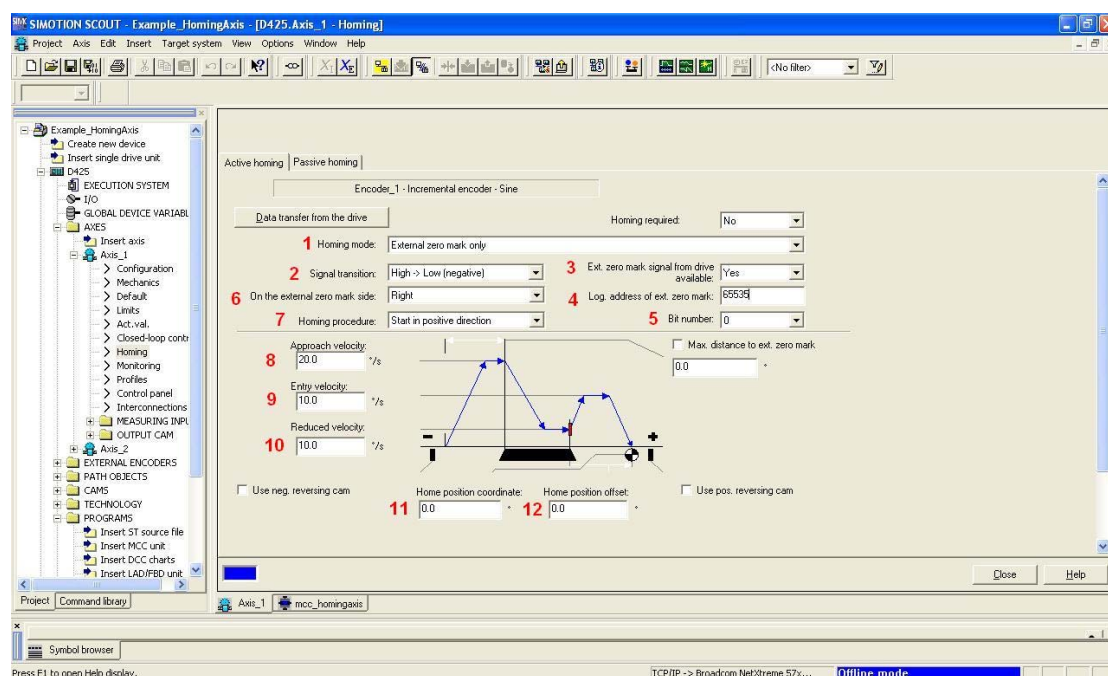 SIMOTION SCOUT - Example_HomingAxis - [D425.Axis_1 - Homing]
Project Axis Edit Insert Target system View Options Window Help
<No filter>
Example_HomingAxis
Create new device
Insert single drive unit
D425
EXECUTION SYSTEM
I/O
GLOBAL DEVICE VARIABL
AXES
Insert axis
Axis_1
Configuration
Mechanics
Default
Limits
Act.val.
Closed-loop contr
Homing
Monitoring
Profiles
Control panel
Interconnections
MEASURING INPU
OUTPUT CAM
Axis_2
EXTERNAL ENCODERS
PATH OBJECTS
CAMS
TECHNOLOGY
PROGRAMS
Insert ST source file
Insert MCC unit
Insert DCC charts
Insert LAD/FBD unit
Project Command library
Active homing Passive homing
Encoder_1 - Incremental encoder - Sine
Data transfer from the drive Homing required: No
1 Homing mode: External zero mark only
2 Signal transition: High -> Low (negative) 3 Ext. zero mark signal from drive available: Yes
6 On the external zero mark side: Right 4 Log. address of ext. zero mark: 65535
7 Homing procedure: Start in positive direction 5 Bit number: 0
Approach velocity:
8 20.0 °/s
Max. distance to ext. zero mark
0.0 °
Entry velocity:
9 10.0 °/s
Reduced velocity:
10 10.0 °/s
- +
Use neg. reversing cam Home position coordinate: Home position offset: Use pos. reversing cam
11 0.0 ° 12 0.0 °
Close Help
Axis_1 mcc_homingaxis
Symbol browser
Press F1 to open Help display. TCP/IP -> Broadcom NetXtreme 57x... Offline mode